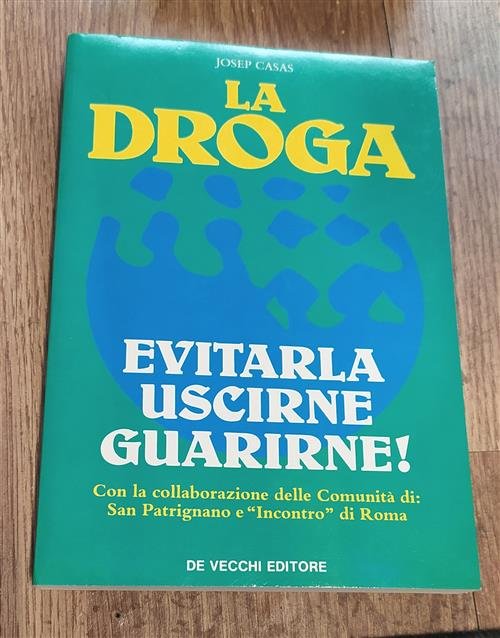 JOSEP CASAS
LA
DROGA
EVITARLA
USCIRNE
GUARIRNE!
Con la collaborazione delle Comunità di:
San Patrignano e "Incontro" di Roma
DE VECCHI EDITORE